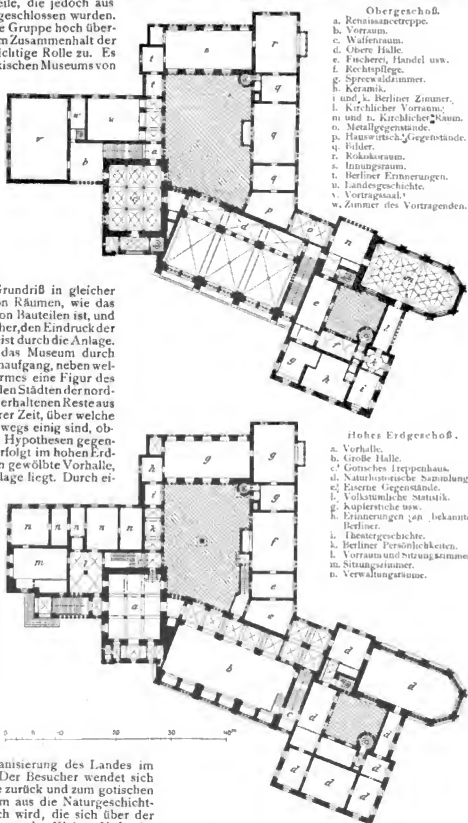 eile, die jedoch aus
geschlossen wurden.
e Gruppe hoch über-
m Zusammenhalt der
ichtige Rolle zu. Es
kischen Museums von
Obergeschoß.
a. Renaissancetreppe.
b. Vorraum.
c. Waffenraum.
d. Obere Halle.
e. Fischerei, Handel usw.
f. Rechtspflege.
g. Spreewaldzimmer.
h. Keramik.
i und k. Berliner Zimmer.
l. Kirchlicher Vorraum.
m und n. Kirchlicher Raum.
o. Metallgegenstände.
p. Hauswirtsch. Gegenstände.
q. Bilder.
r. Rokokoraum.
s. Innungsraum.
t. Berliner Erinnerungen.
u. Landesgeschichte.
v. Vortragssaal.
w. Zimmer des Vortragenden.
Grundriß in gleicher
on Räumen, wie das
on Bauteilen ist, und
her, den Eindruck der
ist durch die Anlage.
das Museum durch
naufgang, neben wel-
rmes eine Figur des
den Städten der nord-
erhaltenen Reste aus
rer Zeit, über welche
wegs einig sind, ob-
Hypothesen gegen-
erfolgt im hohen Erd-
h gewölbte Vorhalle,
lage liegt. Durch ei-
Hohes Erdgeschoß.
a. Vorhalle.
b. Große Halle.
c. Gotisches Treppenhaus.
d. Naturhistorische Sammlung
e. Eiserne Gegenstände.
f. Volkstümliche Statistik.
g. Kupferstiche usw.
h. Erinnerungen an bekannte
Berliner.
i. Theatergeschichte.
k. Berliner Persönlichkeiten.
l. Vorraum und Sitzungszimmer
m. Sitzungszimmer.
n. Verwaltungsräume.
anisierung des Landes im
Der Besucher wendet sich
e zurück und zum gotischen
m aus die Naturgeschicht-
ch wird, die sich über der